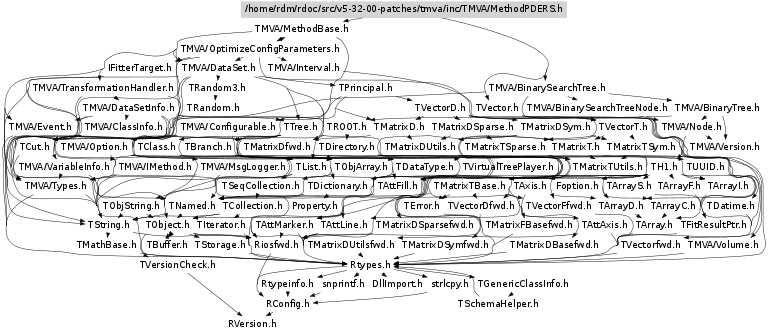 /home/rdm/rdoc/src/v5-32-00-patches/tmva/inc/TMVA/MethodPDERS.h
TMVA/MethodBase.h
TMVA/OptimizeConfigParameters.h
IFitterTarget.h TMVA/DataSet.h TMVA/Interval.h
TMVA/TransformationHandler.h TRandom3.h TPrincipal.h TMVA/BinarySearchTree.h
TMVA/DataSetInfo.h TRandom.h TVectorD.h TVector.h TMVA/BinarySearchTreeNode.h TMVA/BinaryTree.h
TMVA/Event.h TMVA/ClassInfo.h TMVA/Configurable.h TTree.h TROOT.h TMatrixD.h TMatrixDSparse.h TMatrixDSym.h TVectorT.h TMVA/Node.h
TCut.h TMVA/Option.h TClass.h TBranch.h TMatrixDfwd.h TDirectory.h TMatrixDUtils.h TMatrixTSparse.h TMatrixT.h TMatrixTSym.h TMVA/Version.h
TMVA/VariableInfo.h TMVA/IMethod.h TMVA/MsgLogger.h TList.h TObjArray.h TDataType.h TVirtualTreePlayer.h TMatrixTUtils.h TH1.h TUUID.h
TMVA/Types.h TSeqCollection.h TDictionary.h TAttFill.h TMatrixTBase.h TAxis.h Foption.h TArrayS.h TArrayF.h TArrayI.h
TObjString.h TNamed.h TCollection.h Property.h TError.h TVectorDfwd.h TVectorFfwd.h TArrayD.h TArrayC.h TDatime.h
TString.h TObject.h TIterator.h TAttMarker.h TAttLine.h TMatrixDSparsefwd.h TMatrixFBasefwd.h TAttAxis.h TArray.h TFitResultPtr.h
TMathBase.h TBuffer.h TStorage.h Riosfwd.h TMatrixDUtilsfwd.h TMatrixDSymfwd.h TMatrixDBasefwd.h TVectorfwd.h TMVA/Volume.h
TVersionCheck.h Rtypes.h
Rtypeinfo.h snprintf.h DllImport.h strlcpy.h TGenericClassInfo.h
RConfig.h TSchemaHelper.h
RVersion.h